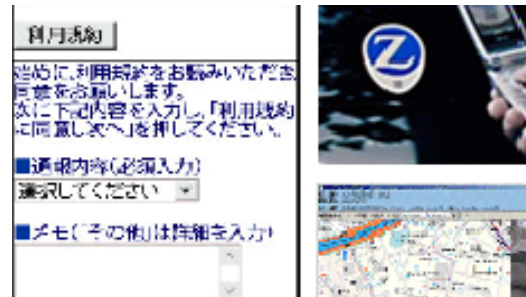 利用規約
始めに、利用規約をお読みいただき
同意をお願いします。
次に下記内容を入力し、「利用規約
に同意し次へ」を押してください。
■通報内容(必須入力)
選択してください
■メモ(「その他」は詳細を入力)
Z